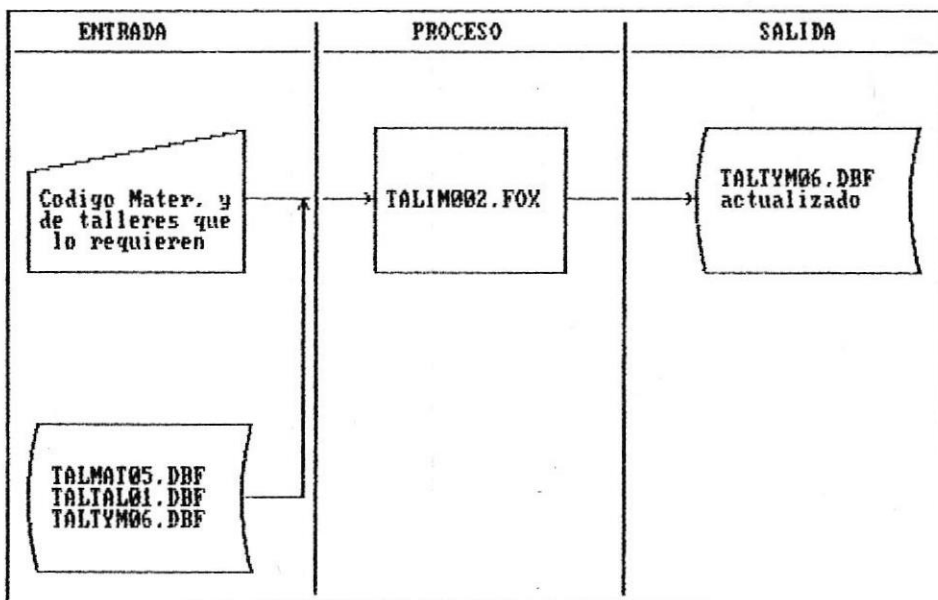 ENTRADA
PROCESO
SALIDA
Codigo Mater. y
de talleres que
lo requieren
TALIM002.FOX
TALTYM06.DBF
actualizado
TALMAT05.DBF
TALTAL01.DBF
TALTYM06.DBF